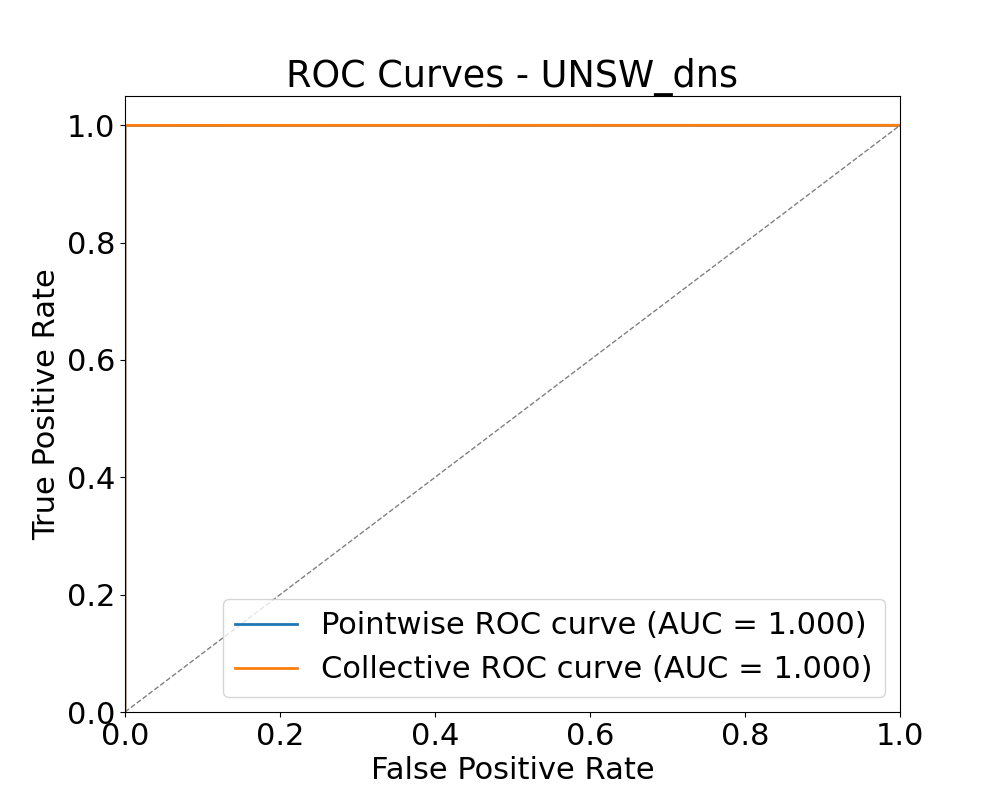 ROC Curves - UNSW_dns
1.0
0.8
0.6
0.4
0.2
0.0
True Positive Rate
Pointwise ROC curve (AUC = 1.000)
Collective ROC curve (AUC = 1.000)
0.0 0.2 0.4 0.6 0.8 1.0
False Positive Rate